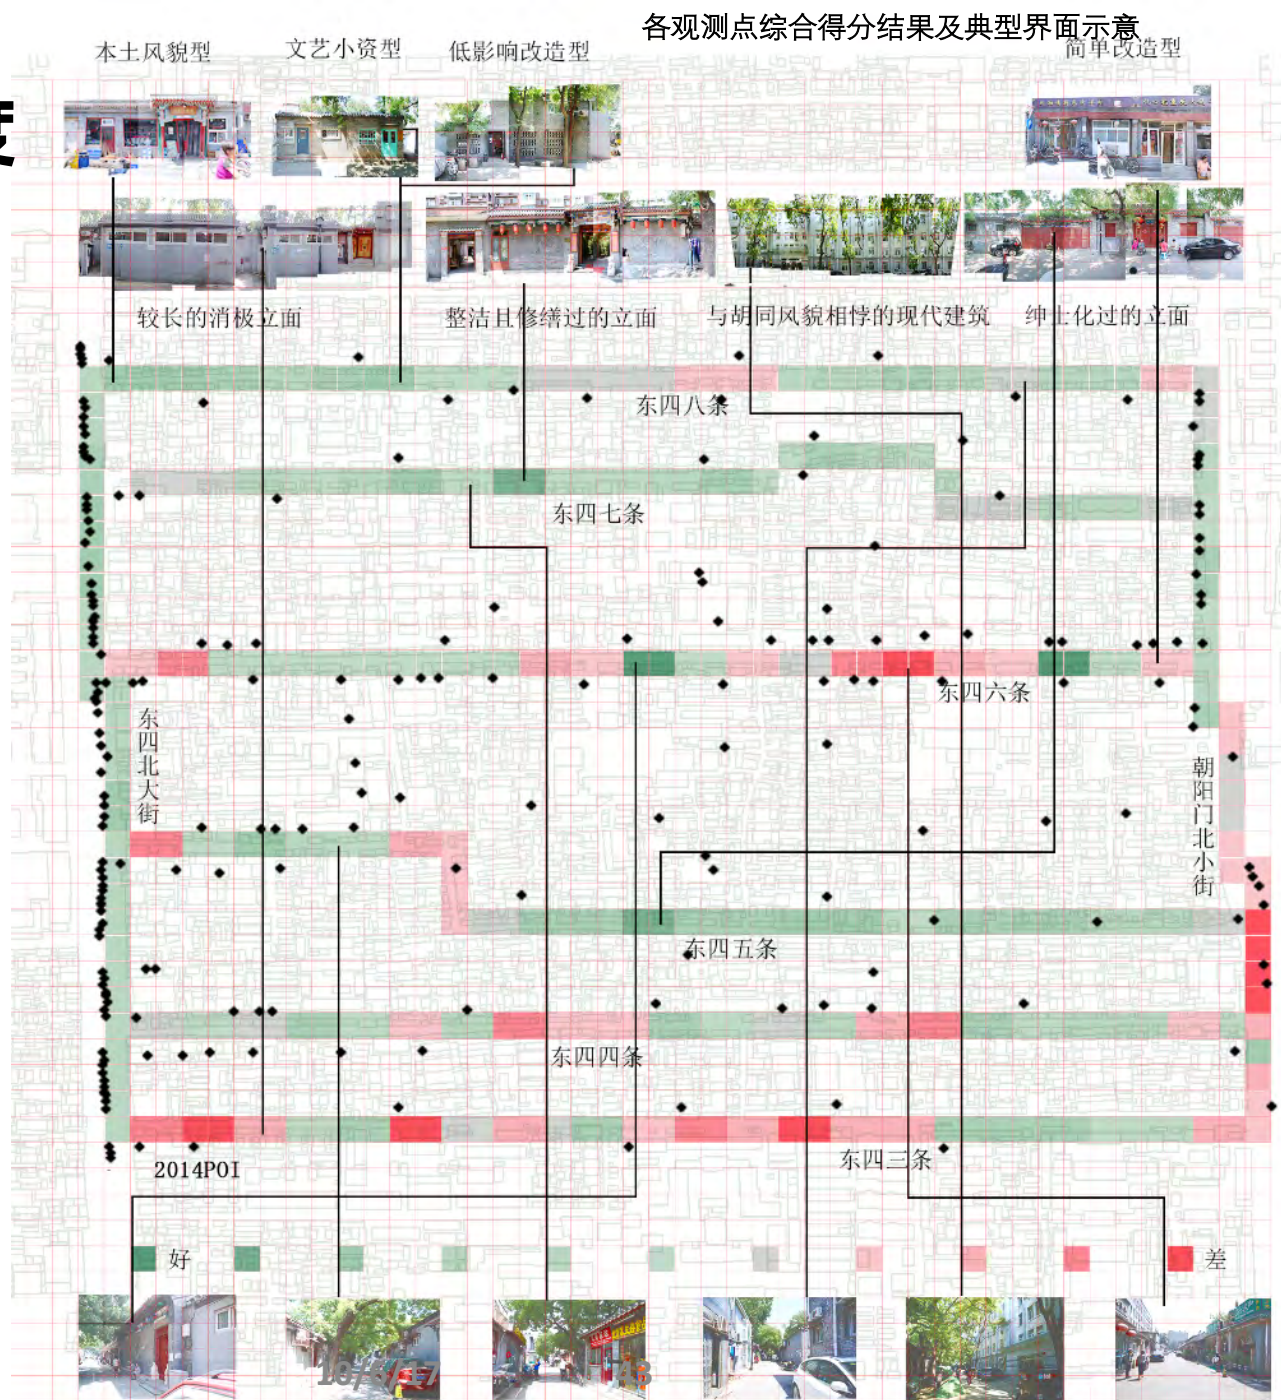 各观测点综合得分结果及典型界面示意
本土风貌型
文艺小资型
低影响改造型
简单改造型
度
较长的消极立面
整洁且修缮过的立面
与胡同风貌相悖的现代建筑
绅士化过的立面
东四八条
东四七条
东四六条
东四北大街
朝阳门北小街
东四五条
东四四条
东四三条
2014POI
好
差